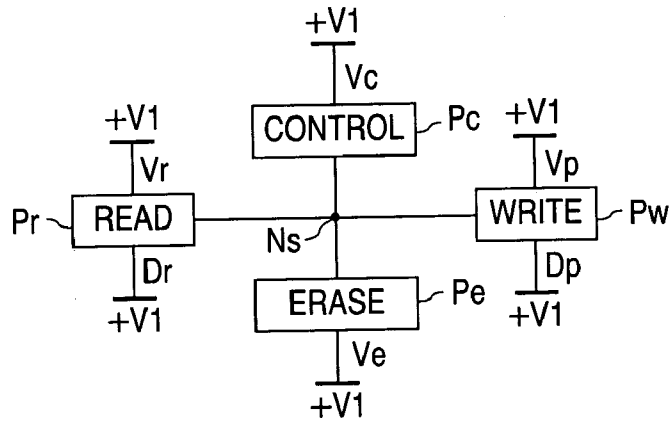 +V1
Vc
CONTROL Pc
+V1 +V1
Vr Vp
Pr READ WRITE Pw
Ns
Dr Dp
ERASE Pe
+V1 +V1
Ve
+V1